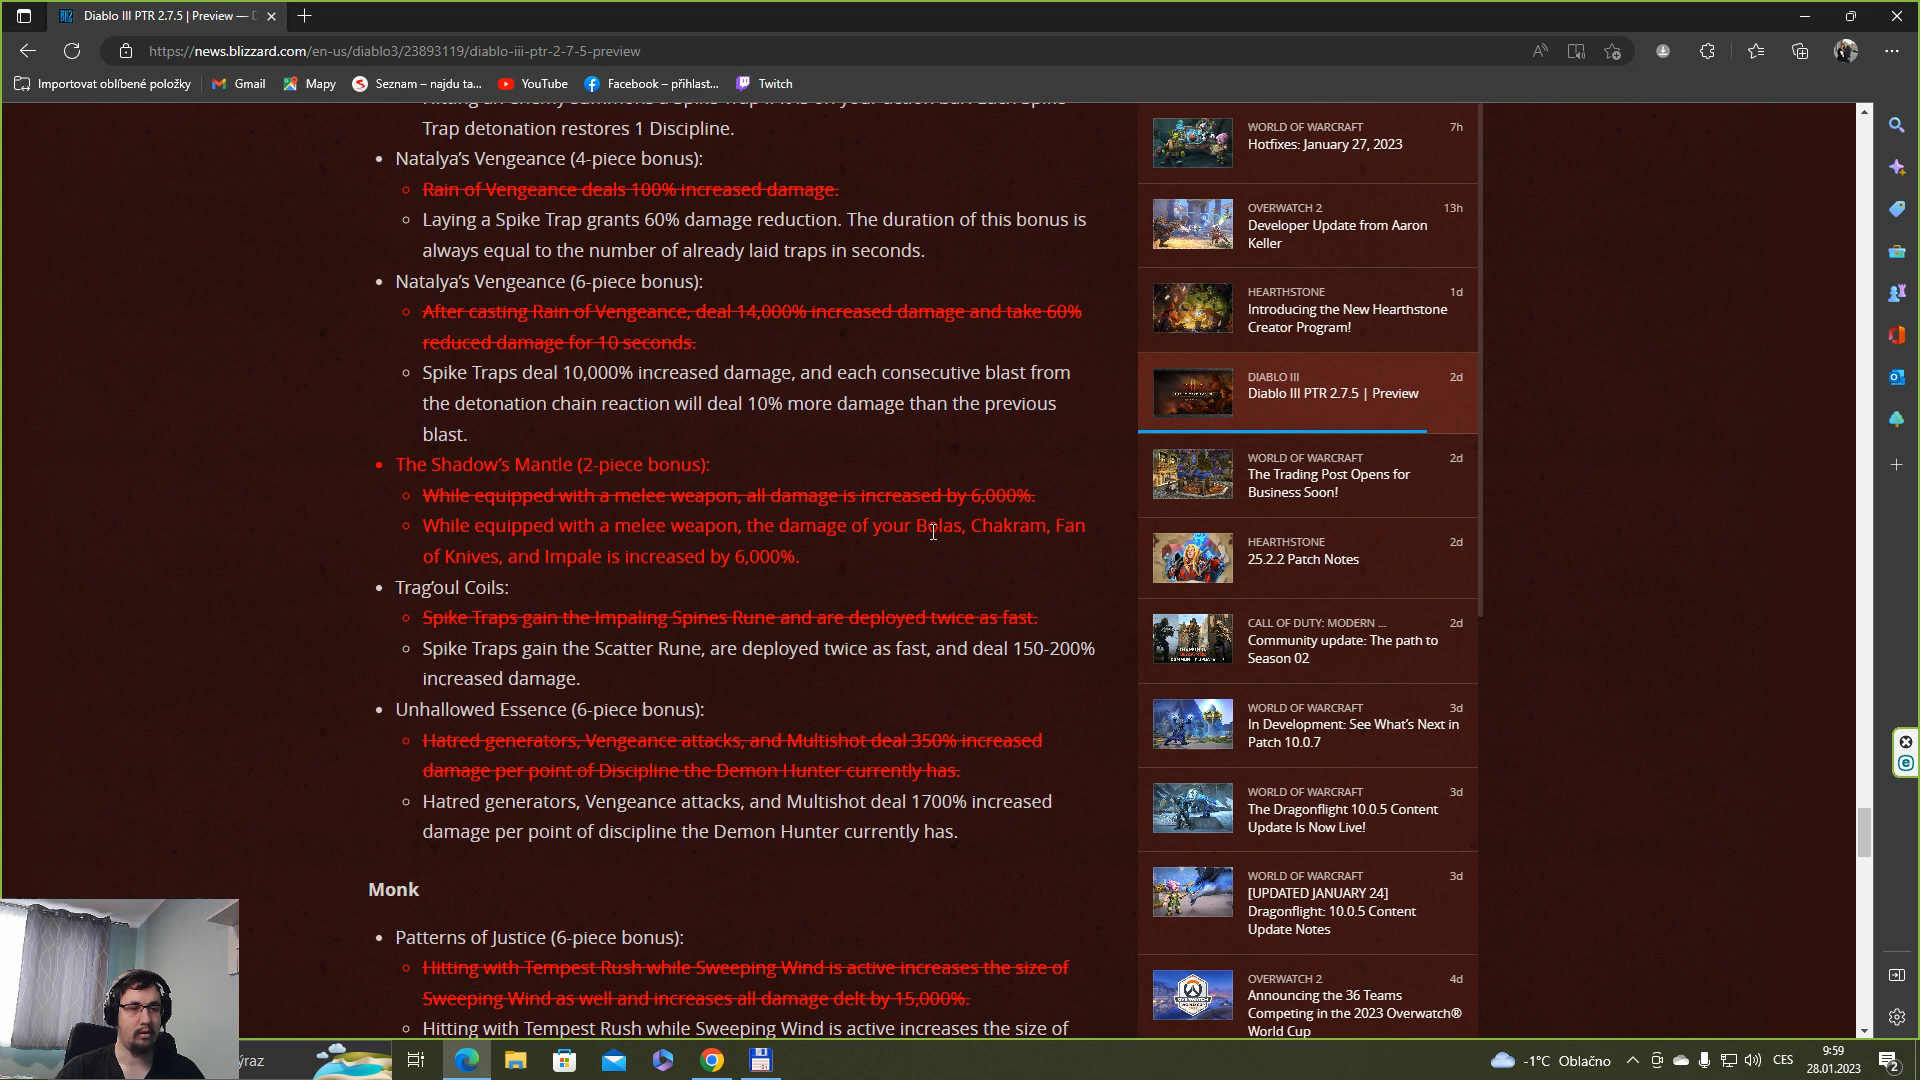 Diablo III PTR 2.7.5 | Preview — D
https://news.blizzard.com/en-us/diablo3/23893119/diablo-iii-ptr-2-7-5-preview
Importovat oblíbené položky
Gmail
Mapy
Seznam – najdu ta...
YouTube
Facebook – přihlast...
Twitch
Hitting an enemy summons a Spike Trap if it is on your action bar. Each Spike
Trap detonation restores 1 Discipline.
Natalya’s Vengeance (4-piece bonus):
Rain of Vengeance deals 100% increased damage.
Laying a Spike Trap grants 60% damage reduction. The duration of this bonus is
always equal to the number of already laid traps in seconds.
Natalya’s Vengeance (6-piece bonus):
After casting Rain of Vengeance, deal 14,000% increased damage and take 60%
reduced damage for 10 seconds.
Spike Traps deal 10,000% increased damage, and each consecutive blast from
the detonation chain reaction will deal 10% more damage than the previous
blast.
The Shadow’s Mantle (2-piece bonus):
While equipped with a melee weapon, all damage is increased by 6,000%.
While equipped with a melee weapon, the damage of your Bolas, Chakram, Fan
of Knives, and Impale is increased by 6,000%.
Trag’oul Coils:
Spike Traps gain the Impaling Spines Rune and are deployed twice as fast.
Spike Traps gain the Scatter Rune, are deployed twice as fast, and deal 150-200%
increased damage.
Unhallowed Essence (6-piece bonus):
Hatred generators, Vengeance attacks, and Multishot deal 350% increased
damage per point of Discipline the Demon Hunter currently has.
Hatred generators, Vengeance attacks, and Multishot deal 1700% increased
damage per point of discipline the Demon Hunter currently has.
Monk
Patterns of Justice (6-piece bonus):
Hitting with Tempest Rush while Sweeping Wind is active increases the size of
Sweeping Wind as well and increases all damage delt by 15,000%.
Hitting with Tempest Rush while Sweeping Wind is active increases the size of
WORLD OF WARCRAFT 7h
Hotfixes: January 27, 2023
OVERWATCH 2 13h
Developer Update from Aaron
Keller
HEARTHSTONE 1d
Introducing the New Hearthstone
Creator Program!
DIABLO III 2d
Diablo III PTR 2.7.5 | Preview
WORLD OF WARCRAFT 2d
The Trading Post Opens for
Business Soon!
HEARTHSTONE 2d
25.2.2 Patch Notes
CALL OF DUTY: MODERN ... 2d
Community update: The path to
Season 02
WORLD OF WARCRAFT 3d
In Development: See What’s Next in
Patch 10.0.7
WORLD OF WARCRAFT 3d
The Dragonflight 10.0.5 Content
Update Is Now Live!
WORLD OF WARCRAFT 3d
[UPDATED JANUARY 24]
Dragonflight: 10.0.5 Content
Update Notes
OVERWATCH 2 4d
Announcing the 36 Teams
Competing in the 2023 Overwatch®
World Cup
ýraz
-1°C Oblačno
CES
9:59
28.01.2023
2